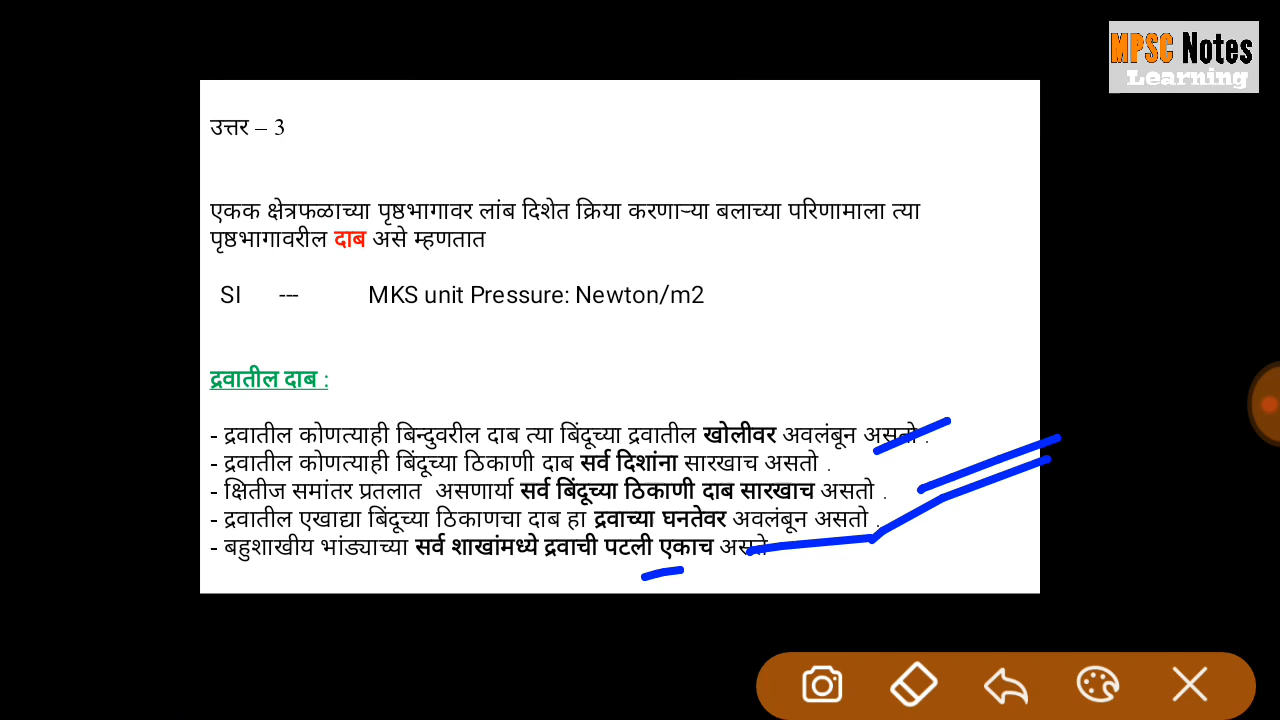 MPSC Notes
Learning
उत्तर – 3
एकक क्षेत्रफळाच्या पृष्ठभागावर लांब दिशेत क्रिया करणाऱ्या बलाच्या परिणामाला त्या
पृष्ठभागावरील दाब असे म्हणतात
SI --- MKS unit Pressure: Newton/m2
द्रवातील दाब :
- द्रवातील कोणत्याही बिन्दुवरील दाब त्या बिंदूच्या द्रवातील खोलीवर अवलंबून असतो .
- द्रवातील कोणत्याही बिंदूच्या ठिकाणी दाब सर्व दिशांना सारखाच असतो .
- क्षितीज समांतर प्रतलात असणार्या सर्व बिंदूच्या ठिकाणी दाब सारखाच असतो .
- द्रवातील एखाद्या बिंदूच्या ठिकाणचा दाब हा द्रवाच्या घनतेवर अवलंबून असतो .
- बहुशाखीय भांड्याच्या सर्व शाखांमध्ये द्रवाची पटली एकाच असते